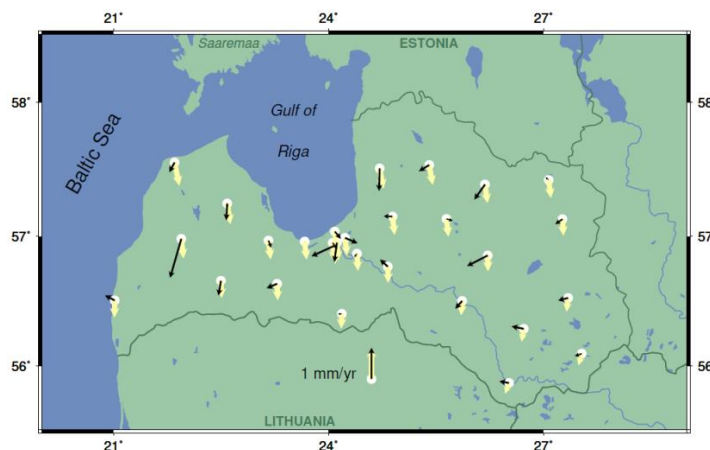 21° 24° 27°
Saaremaa ESTONIA
58° 58°
Gulf of
Riga
Baltic Sea
57° 57°
56° 56°
1 mm/yr
LITHUANIA
21° 24° 27°